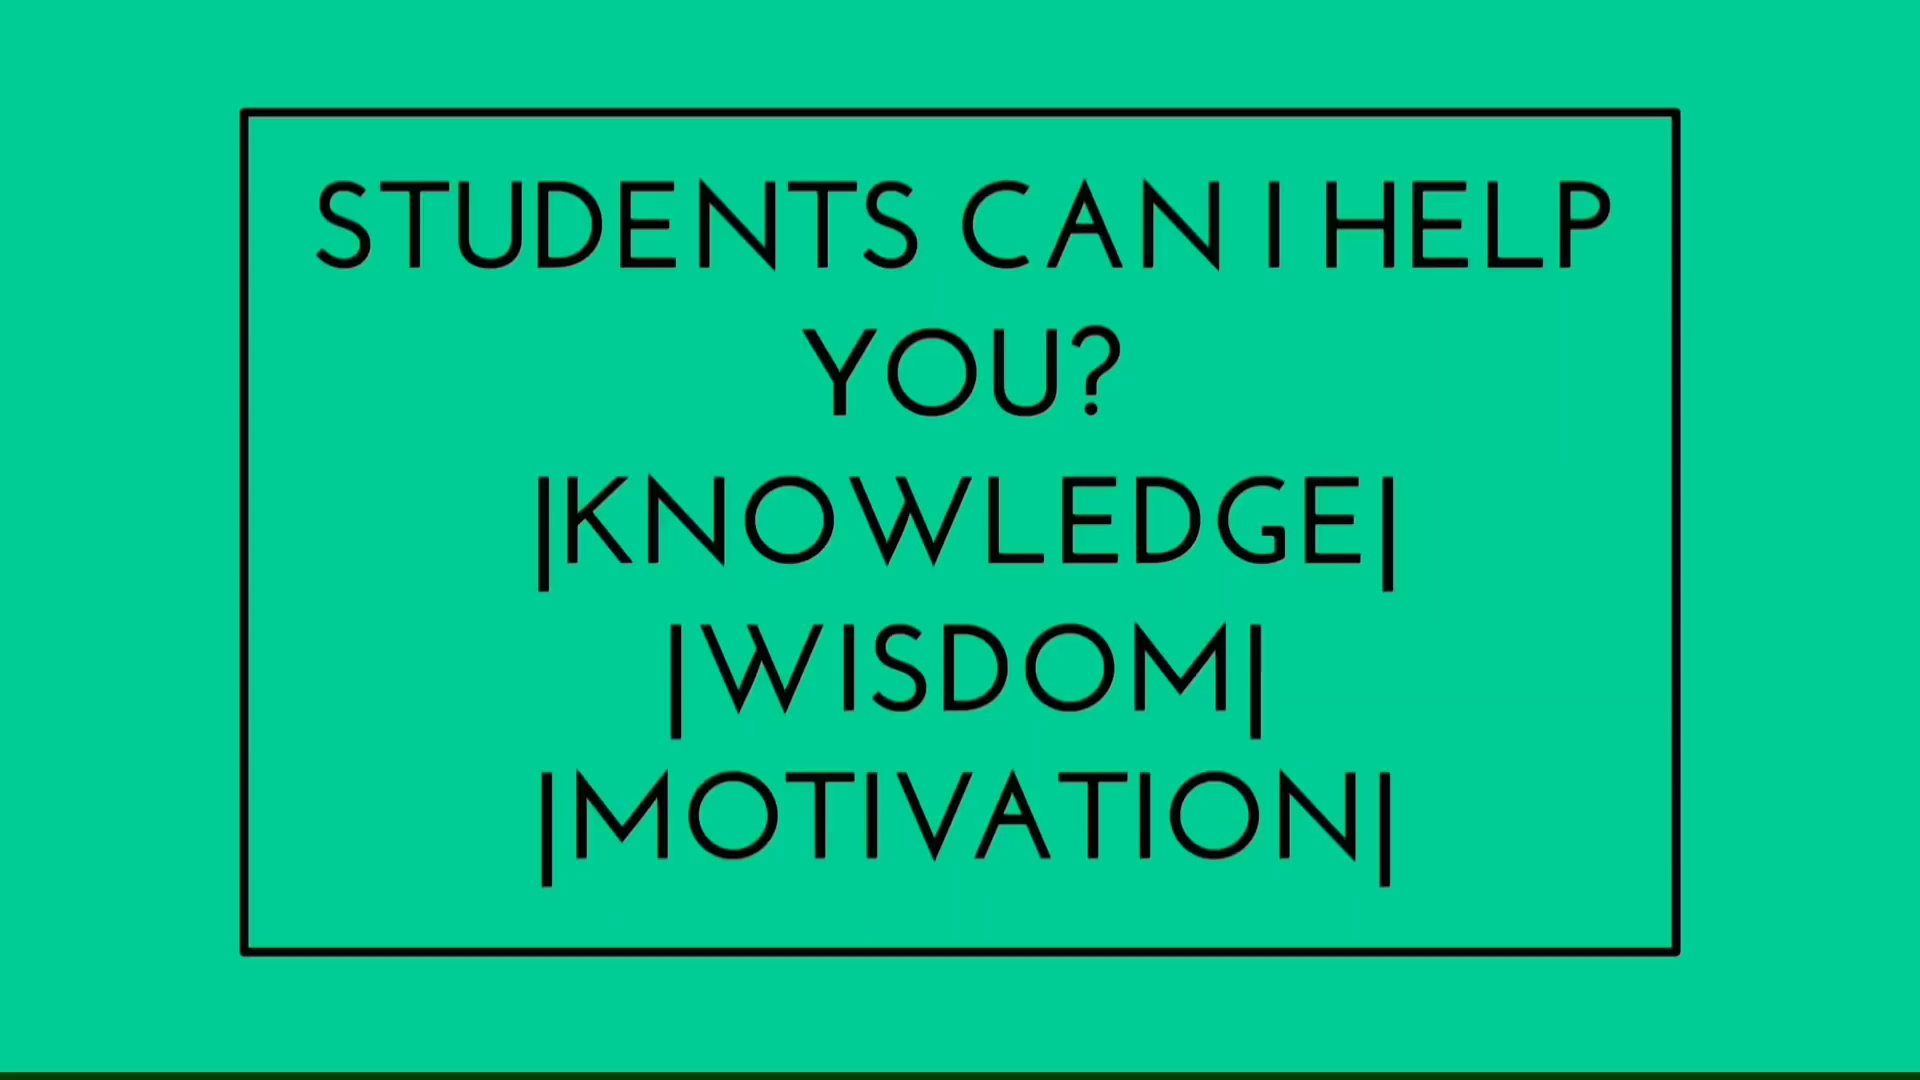 STUDENTS CAN I HELP
YOU?
|KNOWLEDGE|
|WISDOM|
|MOTIVATION|